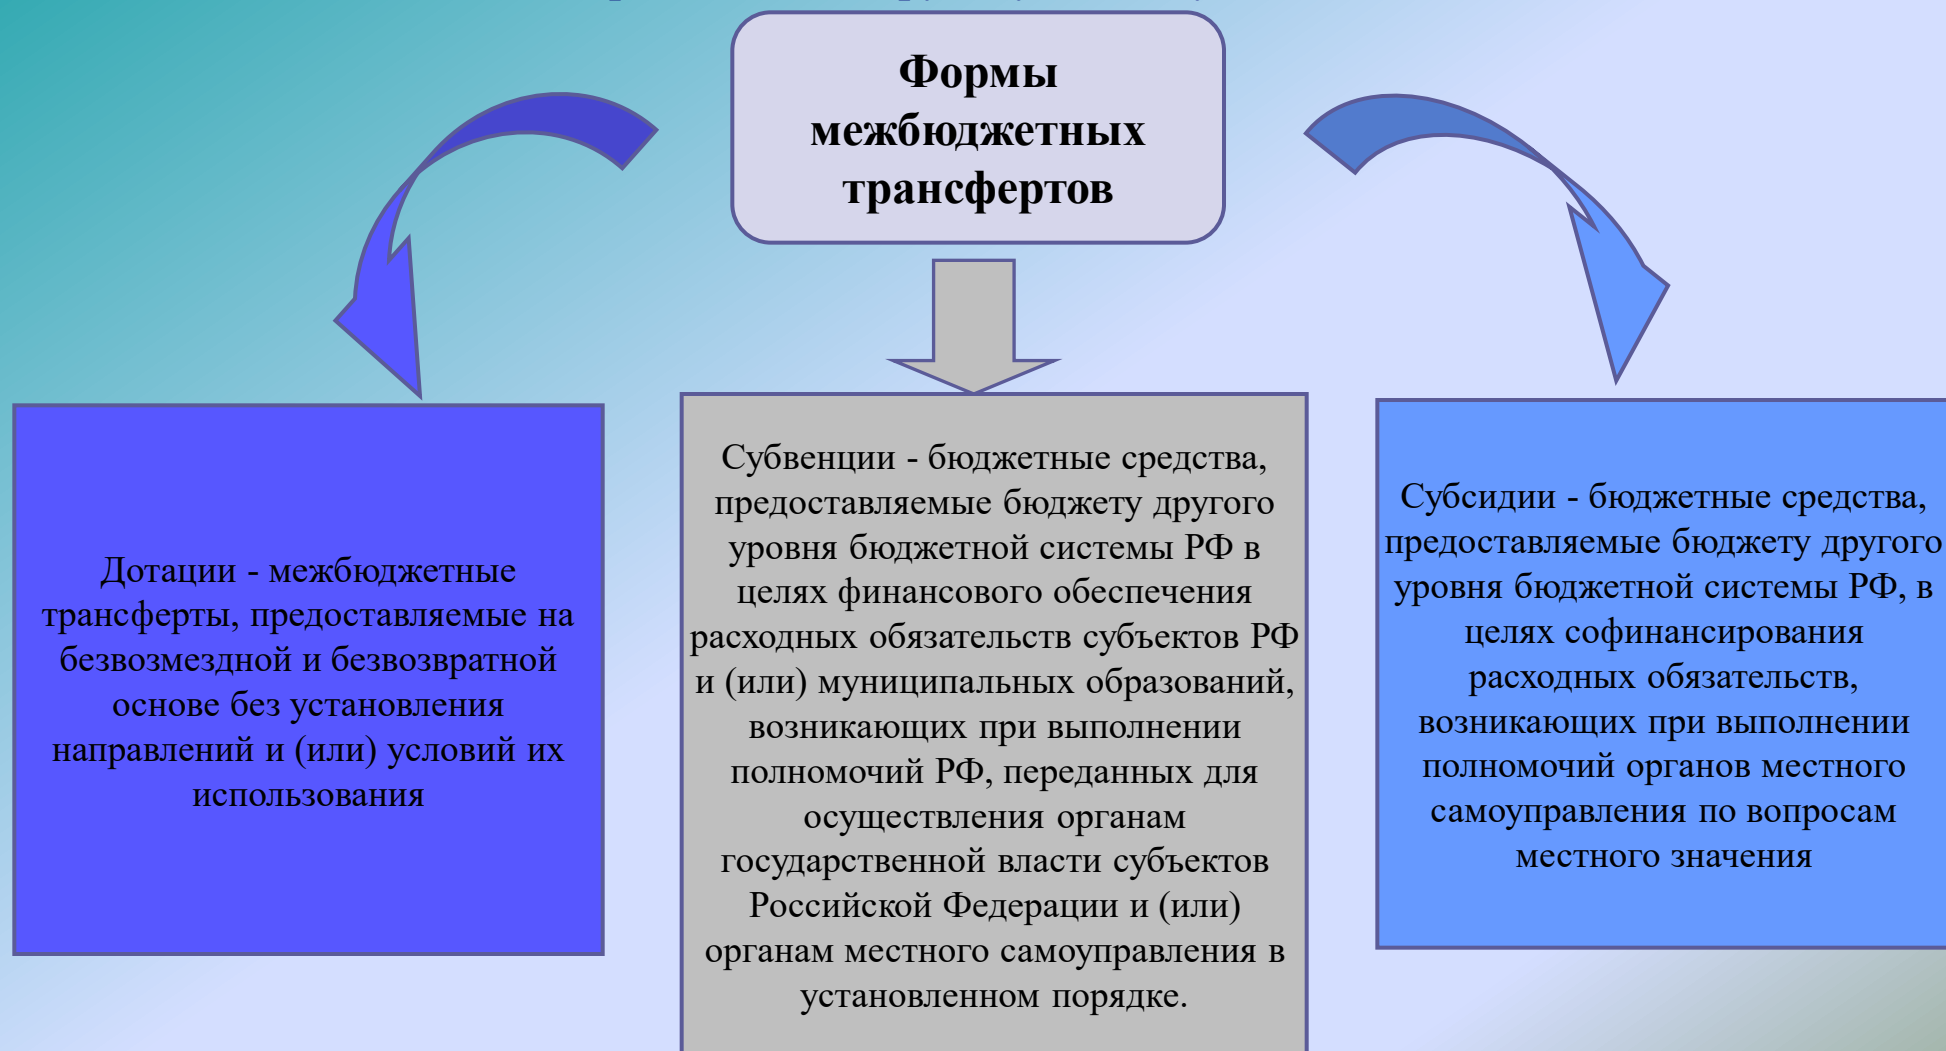 Формы
межбюджетных
трансфертов
Дотации - межбюджетные
трансферты, предоставляемые на
безвозмездной и безвозвратной
основе без установления
направлений и (или) условий их
использования
Субвенции - бюджетные средства,
предоставляемые бюджету другого
уровня бюджетной системы РФ в
целях финансового обеспечения
расходных обязательств субъектов РФ
и (или) муниципальных образований,
возникающих при выполнении
полномочий РФ, переданных для
осуществления органам
государственной власти субъектов
Российской Федерации и (или)
органам местного самоуправления в
установленном порядке.
Субсидии - бюджетные средства,
предоставляемые бюджету другого
уровня бюджетной системы РФ, в
целях софинансирования
расходных обязательств,
возникающих при выполнении
полномочий органов местного
самоуправления по вопросам
местного значения